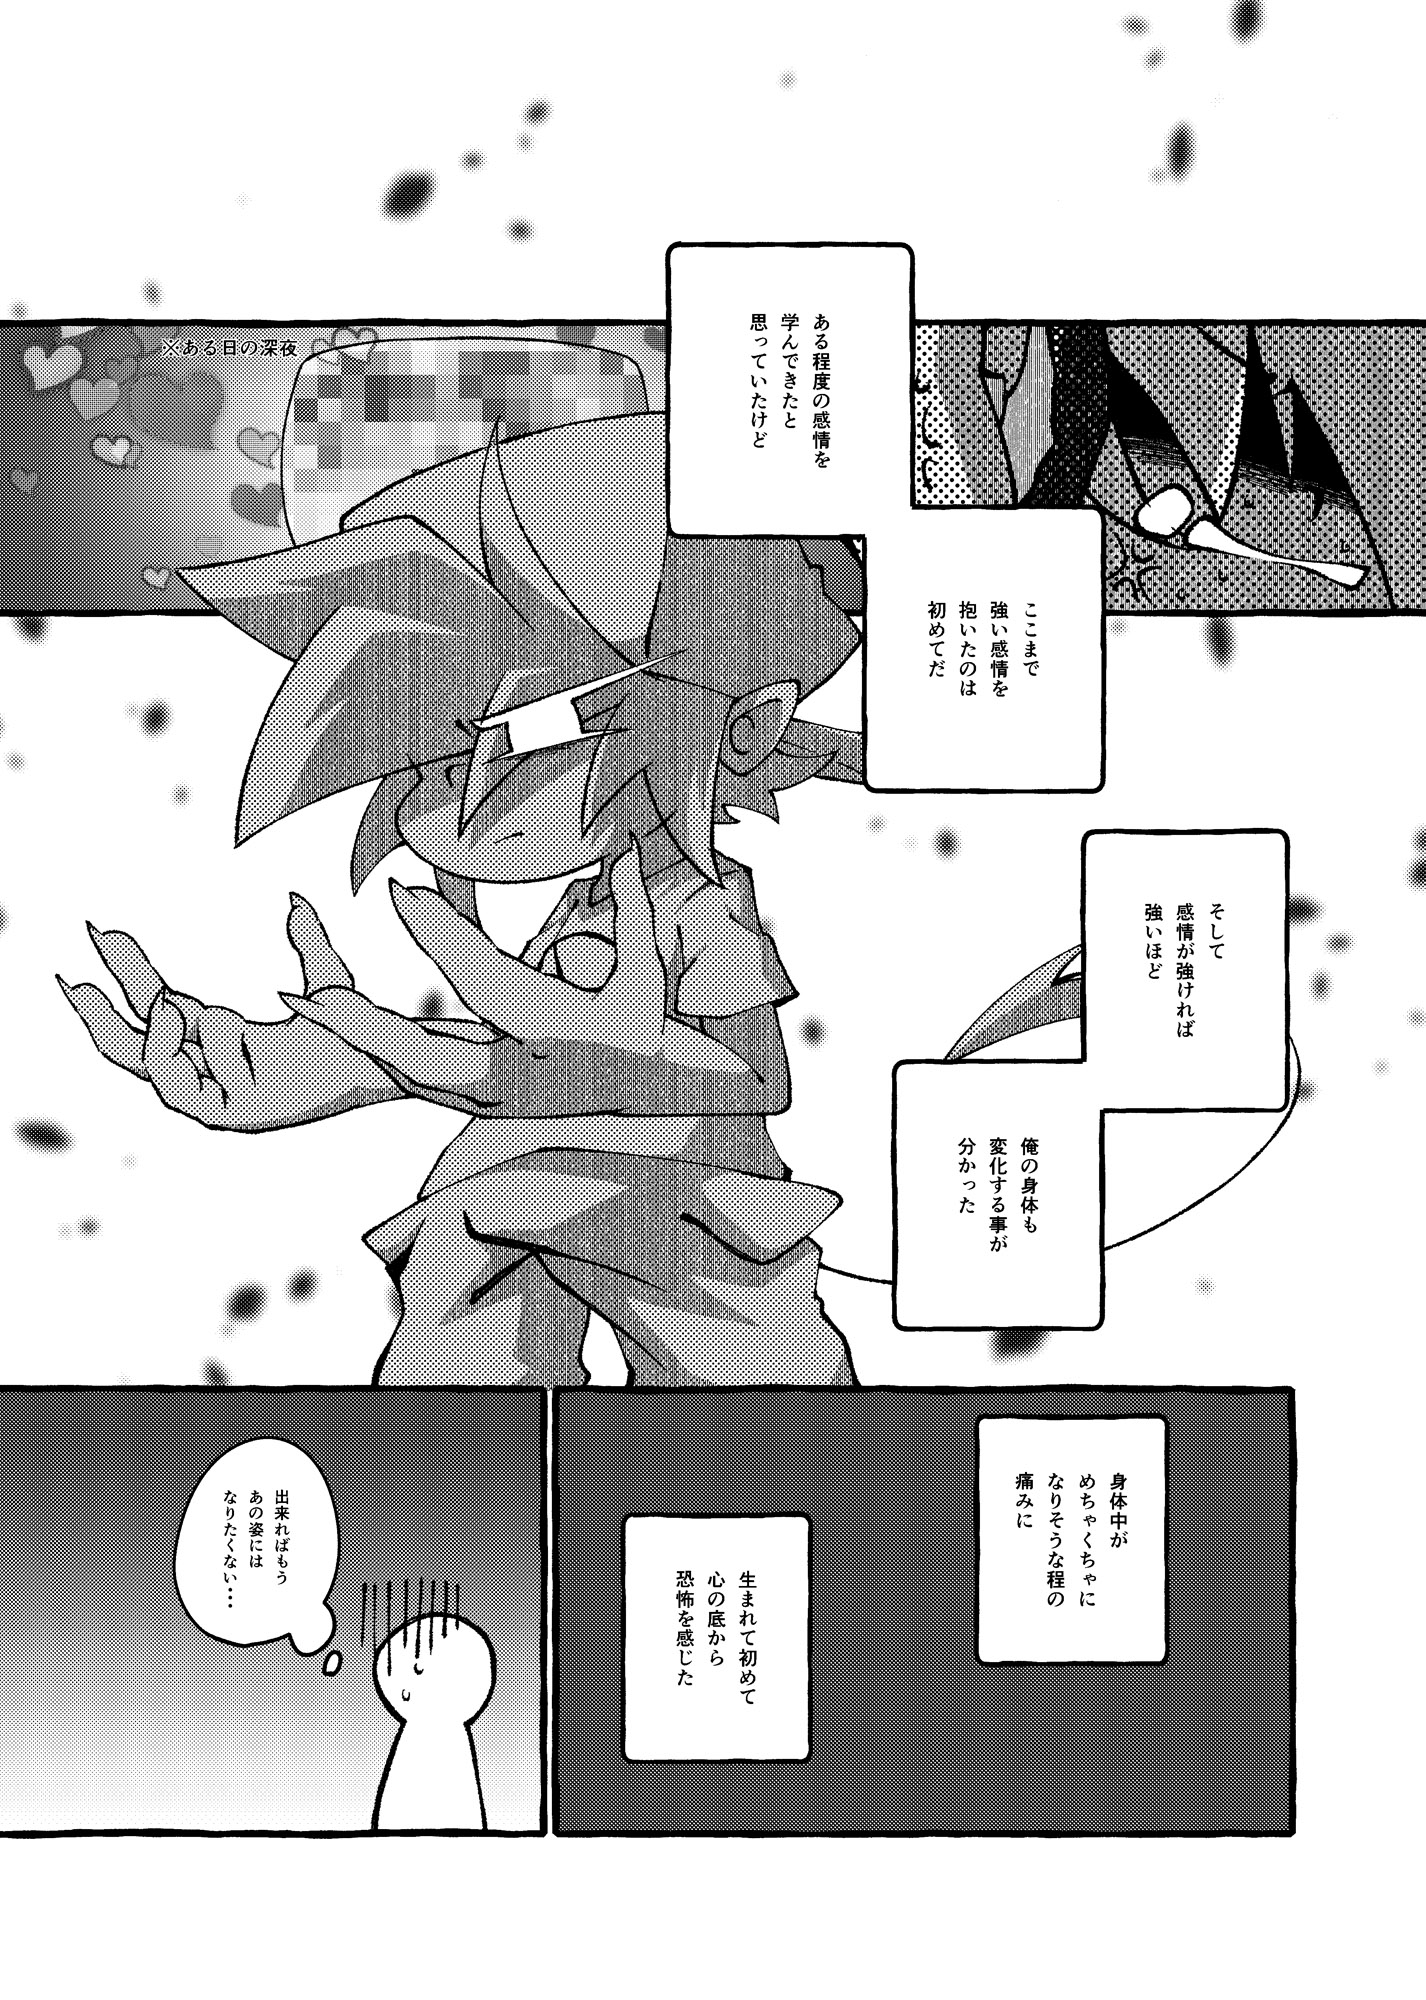 ある程度の感情を
学んできたと
思っていたけど
ここまで
強い感情を
抱いたのは
初めてだ
※ある日の深夜
そして
感情が強ければ
強いほど
俺の身体も
変化する事が
分かった
身体中が
めちゃくちゃに
なりそうな程の
痛みに
生まれて初めて
心の底から
恐怖を感じた
出来ればもう
あの姿には
なりたくない…